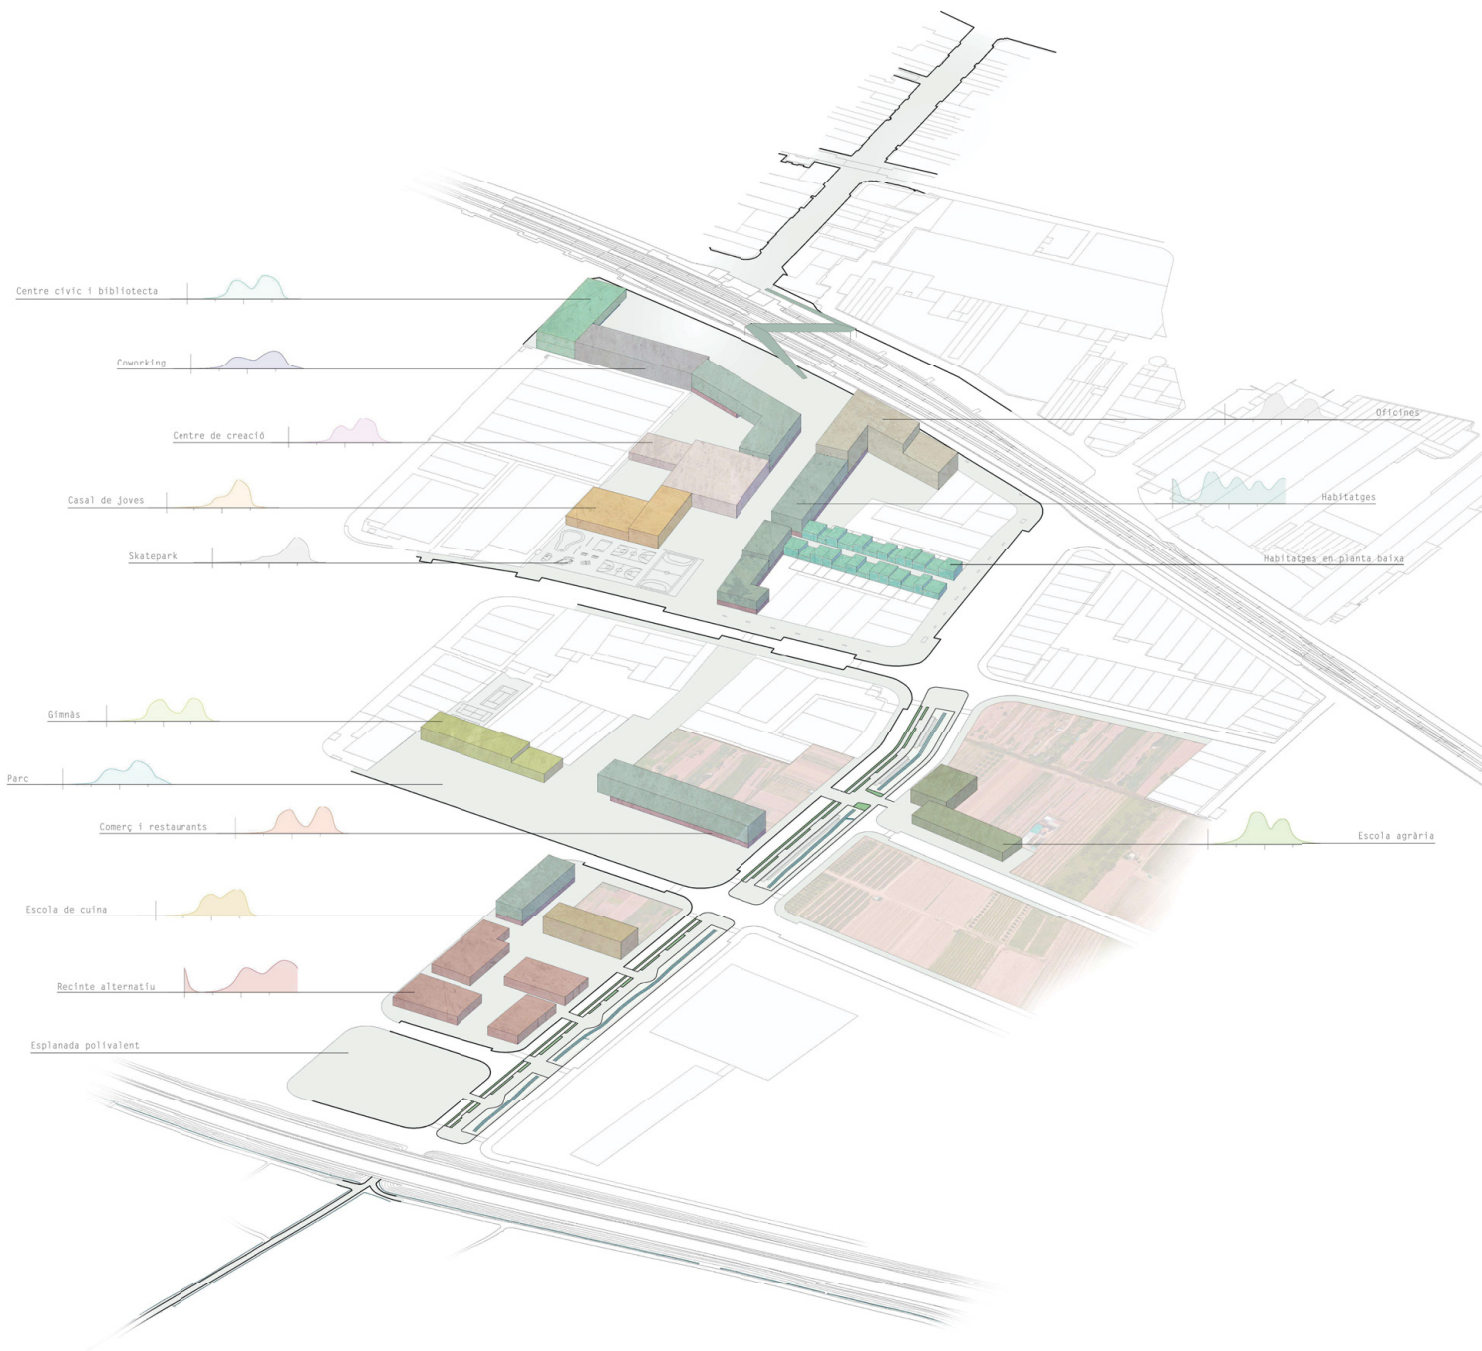 Centre cívic i bibliotecta
Coworking
Centre de creació
Casal de joves
Skatepark
Oficines
Habitatges
Habitatges en planta baixa
Gimnàs
Parc
Comerç i restaurants
Escola agrària
Escola de cuina
Recinte alternatiu
Esplanada polivalent